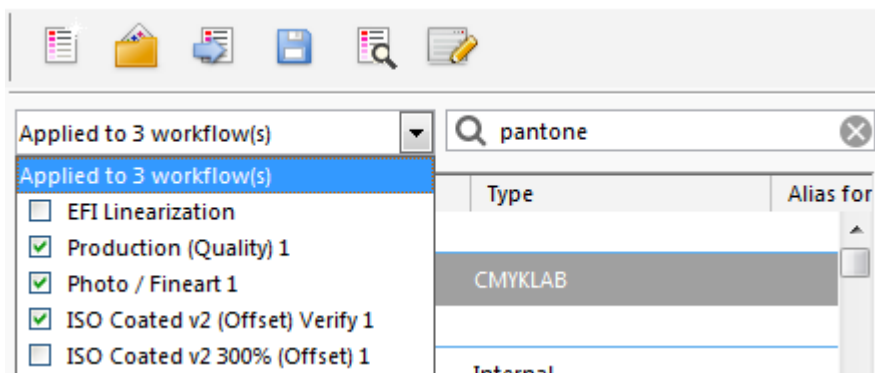 Applied to 3 workflow(s)
pantone
Applied to 3 workflow(s)
Type
Alias for
EFI Linearization
Production (Quality) 1
Photo / Fineart 1
CMYKLAB
ISO Coated v2 (Offset) Verify 1
ISO Coated v2 300% (Offset) 1
Internal